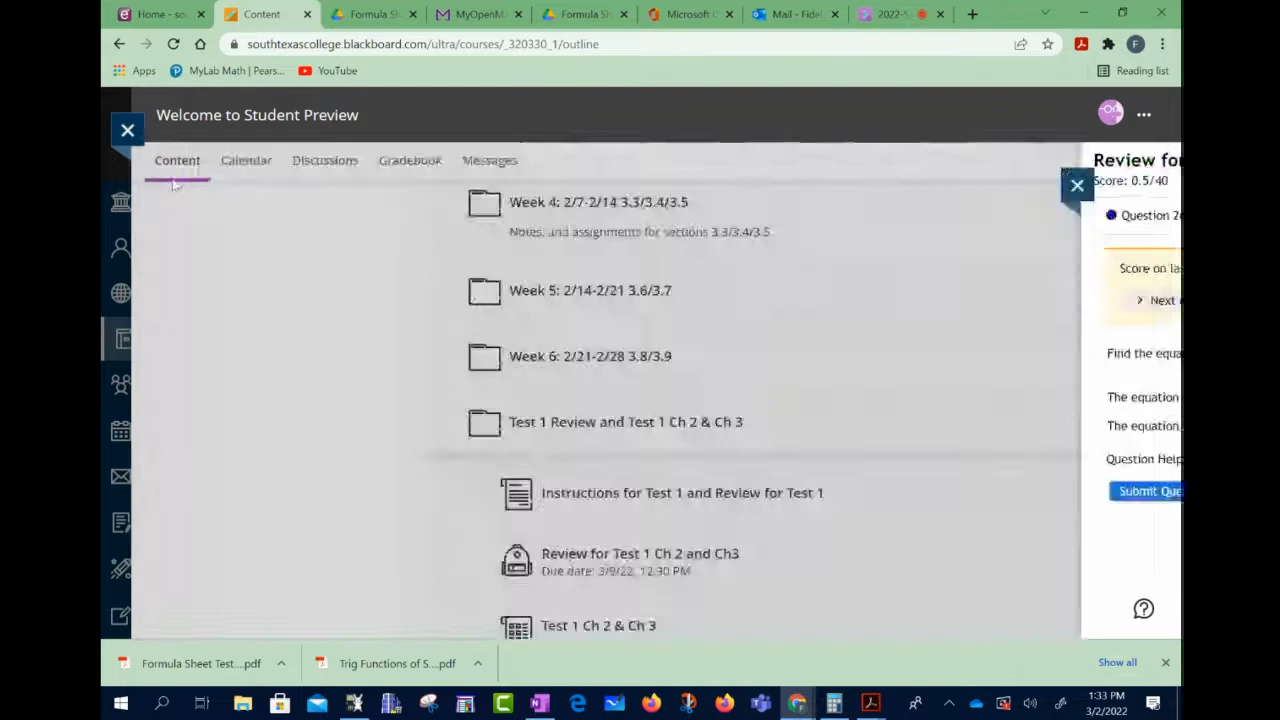 Home - so
Content
Formula Sh
MyOpenM
Formula Sh
Microsoft C
Mail - Fidel
2022-S
southtexascollege.blackboard.com/ultra/courses/_320330_1/outline
F
Apps
MyLab Math | Pears...
YouTube
Reading list
Welcome to Student Preview
Content
Calendar
Discussions
Gradebook
Messages
Review fo
Score: 0.5/40
Week 4: 2/7-2/14 3.3/3.4/3.5
Question 2
Notes, and assignments for sections 3.3/3.4/3.5
Score on la
Week 5: 2/14-2/21 3.6/3.7
Next
Week 6: 2/21-2/28 3.8/3.9
Find the equa
The equation
Test 1 Review and Test 1 Ch 2 & Ch 3
The equation
Question Help
Instructions for Test 1 and Review for Test 1
Submit Que
Review for Test 1 Ch 2 and Ch3
Due date: 3/9/22, 12:30 PM
Test 1 Ch 2 & Ch 3
Formula Sheet Test....pdf
Trig Functions of S....pdf
Show all
1:33 PM
3/2/2022